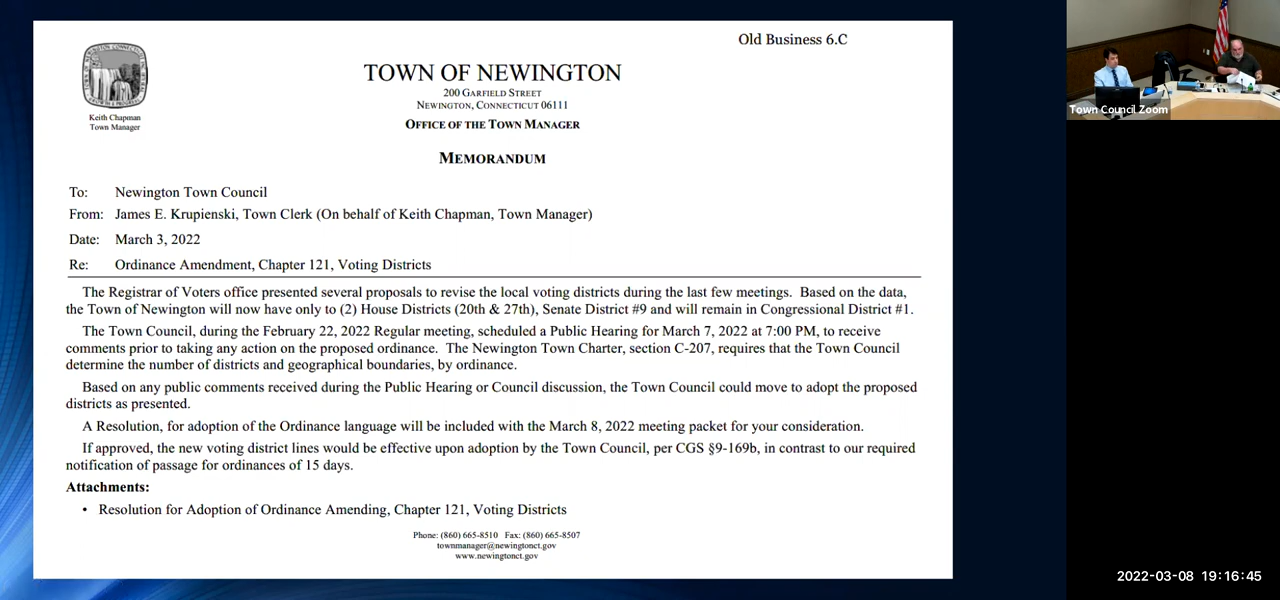 Old Business 6.C
TOWN OF NEWINGTON
200 GARFIELD STREET
NEWINGTON, CONNECTICUT 06111
OFFICE OF THE TOWN MANAGER
Keith Chapman
Town Manager
MEMORANDUM
To: Newington Town Council
From: James E. Krupienski, Town Clerk (On behalf of Keith Chapman, Town Manager)
Date: March 3, 2022
Re: Ordinance Amendment, Chapter 121, Voting Districts
The Registrar of Voters office presented several proposals to revise the local voting districts during the last few meetings. Based on the data,
the Town of Newington will now have only to (2) House Districts (20th & 27th), Senate District #9 and will remain in Congressional District #1.
The Town Council, during the February 22, 2022 Regular meeting, scheduled a Public Hearing for March 7, 2022 at 7:00 PM, to receive
comments prior to taking any action on the proposed ordinance. The Newington Town Charter, section C-207, requires that the Town Council
determine the number of districts and geographical boundaries, by ordinance.
Based on any public comments received during the Public Hearing or Council discussion, the Town Council could move to adopt the proposed
districts as presented.
A Resolution, for adoption of the Ordinance language will be included with the March 8, 2022 meeting packet for your consideration.
If approved, the new voting district lines would be effective upon adoption by the Town Council, per CGS §9-169b, in contrast to our required
notification of passage for ordinances of 15 days.
Attachments:
• Resolution for Adoption of Ordinance Amending, Chapter 121, Voting Districts
Phone: (860) 665-8510 Fax: (860) 665-8507
townmanager@newingtonct.gov
www.newingtonct.gov
Town Council Zoom
2022-03-08 19:16:45